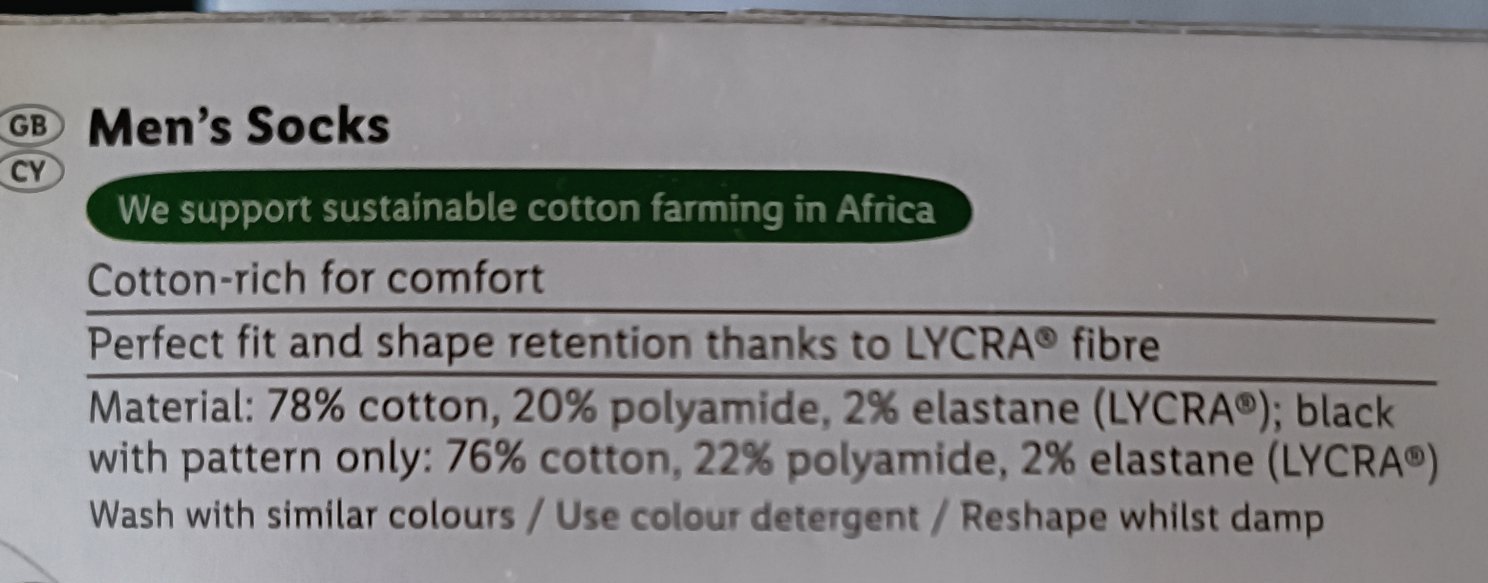 GB
CY
Men's Socks
We support sustainable cotton farming in Africa
Cotton-rich for comfort
Perfect fit and shape retention thanks to LYCRA® fibre
Material: 78% cotton, 20% polyamide, 2% elastane (LYCRA®); black
with pattern only: 76% cotton, 22% polyamide, 2% elastane (LYCRA®)
Wash with similar colours / Use colour detergent / Reshape whilst damp